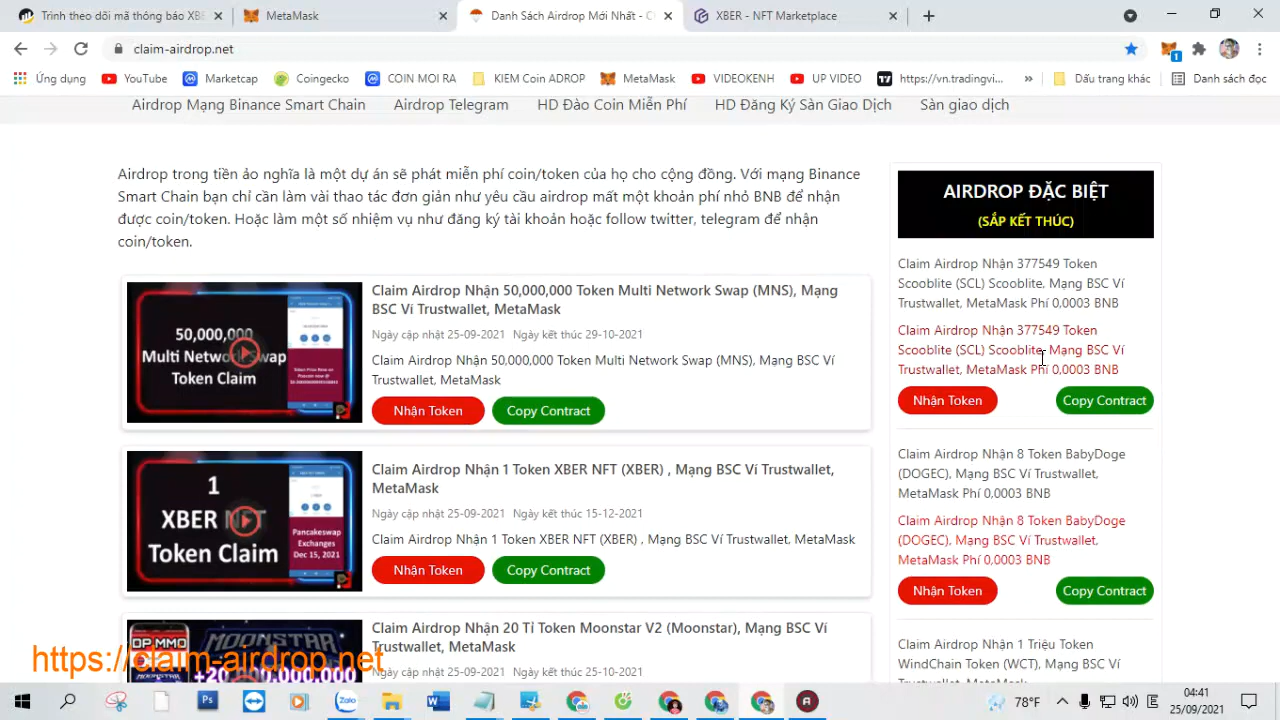 Trình theo dõi mã thông báo XBE
MetaMask
Danh Sách Airdrop Mới Nhất - C
XBER - NFT Marketplace
claim-airdrop.net
1
Ứng dụng
YouTube
Marketcap
Coingecko
COIN MOI RA
KIEM Coin ADROP
MetaMask
VIDEOKENH
UP VIDEO
https://vn.tradingvi...
»
Dấu trang khác
Danh sách đọc
Airdrop Mạng Binance Smart Chain
Airdrop Telegram
HD Đào Coin Miễn Phí
HD Đăng Ký Sàn Giao Dịch
Sàn giao dịch
Airdrop trong tiền ảo nghĩa là một dự án sẽ phát miễn phí coin/token của họ cho cộng đồng. Với mạng Binance
Smart Chain bạn chỉ cần làm vài thao tác đơn giản như yêu cầu airdrop mất một khoản phí nhỏ BNB để nhận
được coin/token. Hoặc làm một số nhiệm vụ như đăng ký tài khoản hoặc follow twitter, telegram để nhận
coin/token.
50,000,000
Multi Network Swap
Token Claim
Claim Airdrop Nhận 50,000,000 Token Multi Network Swap (MNS), Mạng
BSC Ví Trustwallet, MetaMask
Ngày cập nhật 25-09-2021 Ngày kết thúc 29-10-2021
Claim Airdrop Nhận 50,000,000 Token Multi Network Swap (MNS), Mạng BSC Ví
Trustwallet, MetaMask
Nhận Token
Copy Contract
1
XBER NFT
Token Claim
Pancakeswap
Exchanges
Dec 15, 2021
Claim Airdrop Nhận 1 Token XBER NFT (XBER) , Mạng BSC Ví Trustwallet,
MetaMask
Ngày cập nhật 25-09-2021 Ngày kết thúc 15-12-2021
Claim Airdrop Nhận 1 Token XBER NFT (XBER) , Mạng BSC Ví Trustwallet, MetaMask
Nhận Token
Copy Contract
OP MMO
MOONSTAR
+20,000,000,000
Claim Airdrop Nhận 20 Tỉ Token Moonstar V2 (Moonstar), Mạng BSC Ví
Trustwallet, MetaMask
Ngày cập nhật 25-09-2021 Ngày kết thúc 25-10-2021
https://claim-airdrop.net
AIRDROP ĐẶC BIỆT
(SẮP KẾT THÚC)
Claim Airdrop Nhận 377549 Token
Scooblite (SCL) Scooblite, Mạng BSC Ví
Trustwallet, MetaMask Phí 0,0003 BNB
Claim Airdrop Nhận 377549 Token
Scooblite (SCL) Scooblite, Mạng BSC Ví
Trustwallet, MetaMask Phí 0,0003 BNB
Nhận Token
Copy Contract
Claim Airdrop Nhận 8 Token BabyDoge
(DOGEC), Mạng BSC Ví Trustwallet,
MetaMask Phí 0,0003 BNB
Claim Airdrop Nhận 8 Token BabyDoge
(DOGEC), Mạng BSC Ví Trustwallet,
MetaMask Phí 0,0003 BNB
Nhận Token
Copy Contract
Claim Airdrop Nhận 1 Triệu Token
WindChain Token (WCT), Mạng BSC Ví
Trustwallet, MetaMask
Ps
Zalo
W
78°F
04:41
25/09/2021